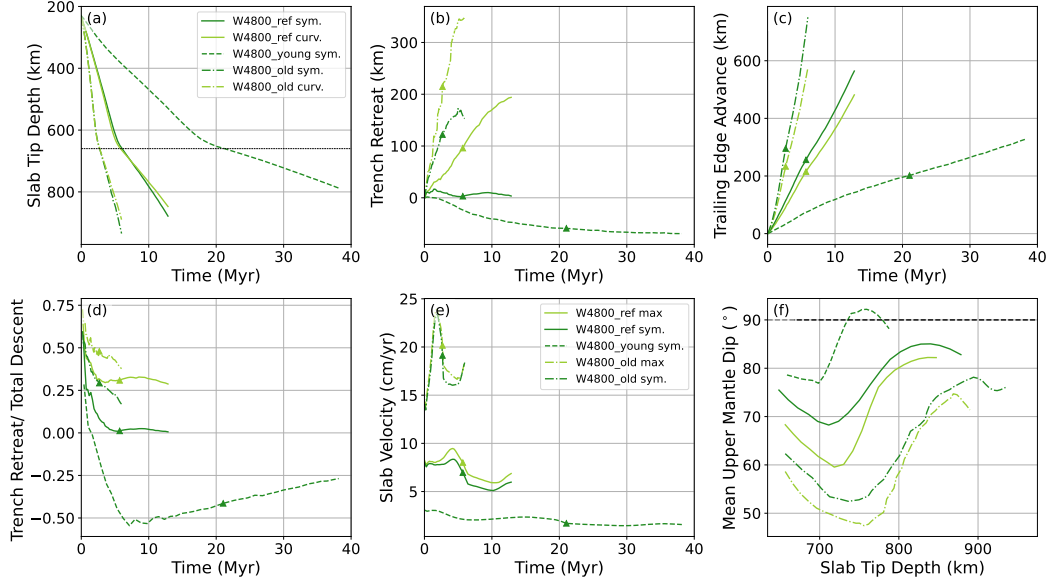 (a)
W4800_ref sym.
W4800_ref curv.
W4800_young sym.
W4800_old sym.
W4800_old curv.
Slab Tip Depth (km)
200
400
600
800
0
10
20
30
40
Time (Myr)
(b)
Trench Retreat (km)
300
200
100
0
0
10
20
30
40
Time (Myr)
(c)
Trailing Edge Advance (km)
600
400
200
0
0
10
20
30
40
Time (Myr)
(d)
Trench Retreat/ Total Descent
0.75
0.50
0.25
0.00
−0.25
−0.50
0
10
20
30
40
Time (Myr)
(e)
W4800_ref max
W4800_ref sym.
W4800_young sym.
W4800_old max
W4800_old sym.
Slab Velocity (cm/yr)
25
20
15
10
5
0
10
20
30
40
Time (Myr)
(f)
Mean Upper Mantle Dip (°)
90
80
70
60
50
700
800
900
Slab Tip Depth (km)